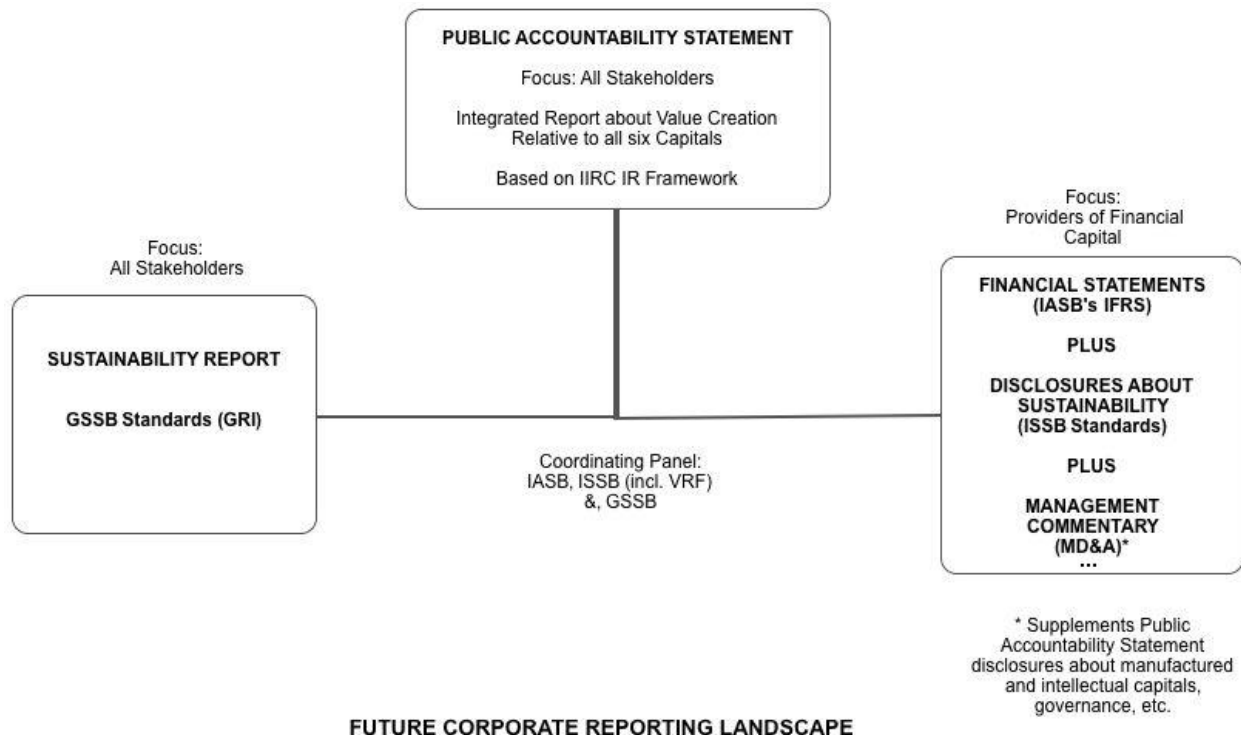 PUBLIC ACCOUNTABILITY STATEMENT
Focus: All Stakeholders
Integrated Report about Value Creation
Relative to all six Capitals
Based on IIRC IR Framework
Focus:
All Stakeholders
SUSTAINABILITY REPORT
GSSB Standards (GRI)
Coordinating Panel:
IASB, ISSB (incl. VRF)
&, GSSB
Focus:
Providers of Financial
Capital
FINANCIAL STATEMENTS
(IASB's IFRS)
PLUS
DISCLOSURES ABOUT
SUSTAINABILITY
(ISSB Standards)
PLUS
MANAGEMENT
COMMENTARY
(MD&A)*
...
* Supplements Public
Accountability Statement
disclosures about manufactured
and intellectual capitals,
governance, etc.
FUTURE CORPORATE REPORTING LANDSCAPE